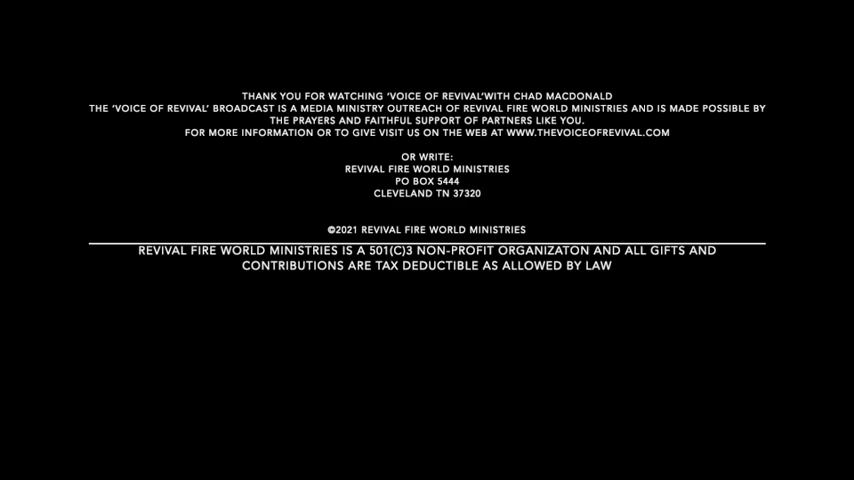 THANK YOU FOR WATCHING 'VOICE OF REVIVAL'WITH CHAD MACDONALD
THE 'VOICE OF REVIVAL' BROADCAST IS A MEDIA MINISTRY OUTREACH OF REVIVAL FIRE WORLD MINISTRIES AND IS MADE POSSIBLE BY
THE PRAYERS AND FAITHFUL SUPPORT OF PARTNERS LIKE YOU.
FOR MORE INFORMATION OR TO GIVE VISIT US ON THE WEB AT WWW.THEVOICEOFREVIVAL.COM
OR WRITE:
REVIVAL FIRE WORLD MINISTRIES
PO BOX 5444
CLEVELAND TN 37320
©2021 REVIVAL FIRE WORLD MINISTRIES
REVIVAL FIRE WORLD MINISTRIES IS A 501(C)3 NON-PROFIT ORGANIZATON AND ALL GIFTS AND
CONTRIBUTIONS ARE TAX DEDUCTIBLE AS ALLOWED BY LAW